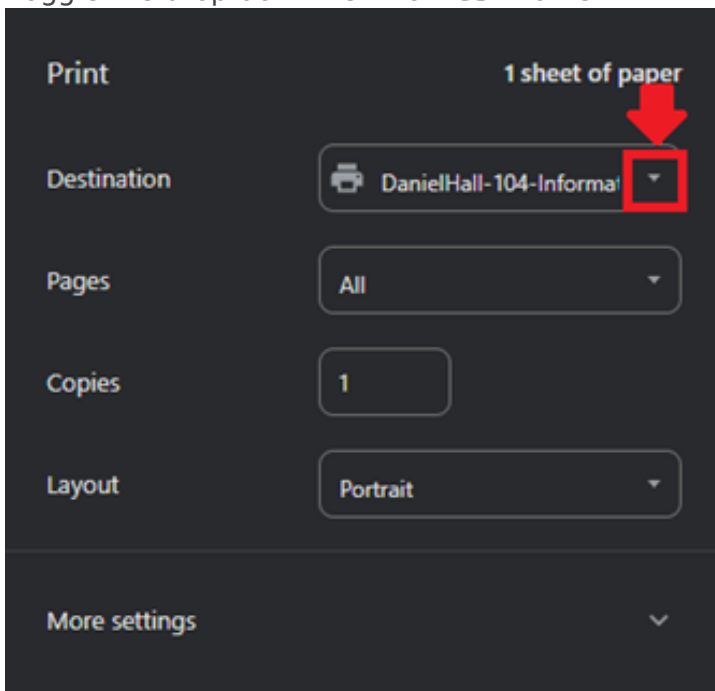 Print
1 sheet of paper
Destination
DanielHall-104-Informat
Pages
All
Copies
1
Layout
Portrait
More settings